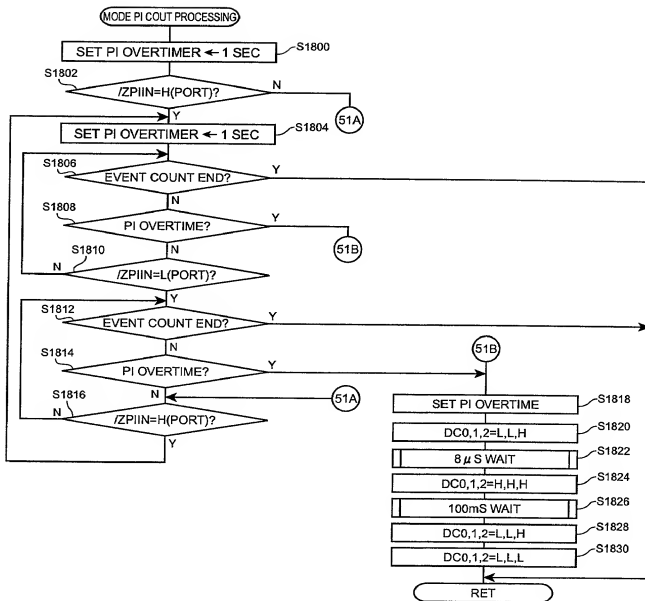 MODE PI COUT PROCESSING
SET PI OVERTIMER ← 1 SEC
S1800
S1802
/ZPIIN=H(PORT)?
N
51A
Y
SET PI OVERTIMER ← 1 SEC
S1804
S1806
EVENT COUNT END?
Y
N
S1808
PI OVERTIME?
Y
51B
N
S1810
N
/ZPIIN=L(PORT)?
Y
S1812
EVENT COUNT END?
Y
N
S1814
PI OVERTIME?
Y
51B
N
51A
S1816
N
/ZPIIN=H(PORT)?
Y
SET PI OVERTIME
S1818
DC0,1,2=L,L,H
S1820
8 μS WAIT
S1822
DC0,1,2=H,H,H
S1824
100mS WAIT
S1826
DC0,1,2=L,L,H
S1828
DC0,1,2=L,L,L
S1830
RET